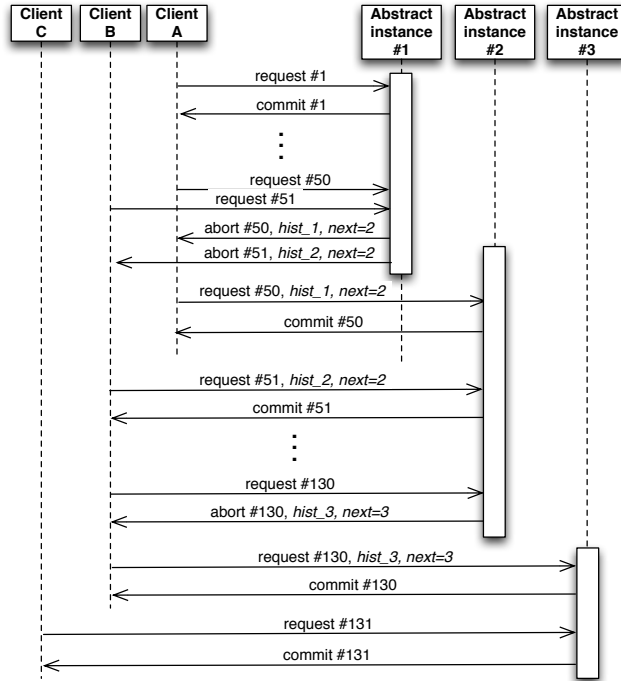 Client
C
Client
B
Client
A
Abstract
instance
#1
Abstract
instance
#2
Abstract
instance
#3
request #1
commit #1
request #50
request #51
abort #50, hist_1, next=2
abort #51, hist_2, next=2
request #50, hist_1, next=2
commit #50
request #51, hist_2, next=2
commit #51
request #130
abort #130, hist_3, next=3
request #130, hist_3, next=3
commit #130
request #131
commit #131